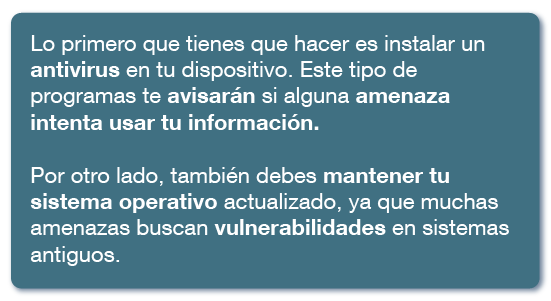 Lo primero que tienes que hacer es instalar un
antivirus en tu dispositivo. Este tipo de
programas te avisarán si alguna amenaza
intenta usar tu información.
Por otro lado, también debes mantener tu
sistema operativo actualizado, ya que muchas
amenazas buscan vulnerabilidades en sistemas
antiguos.